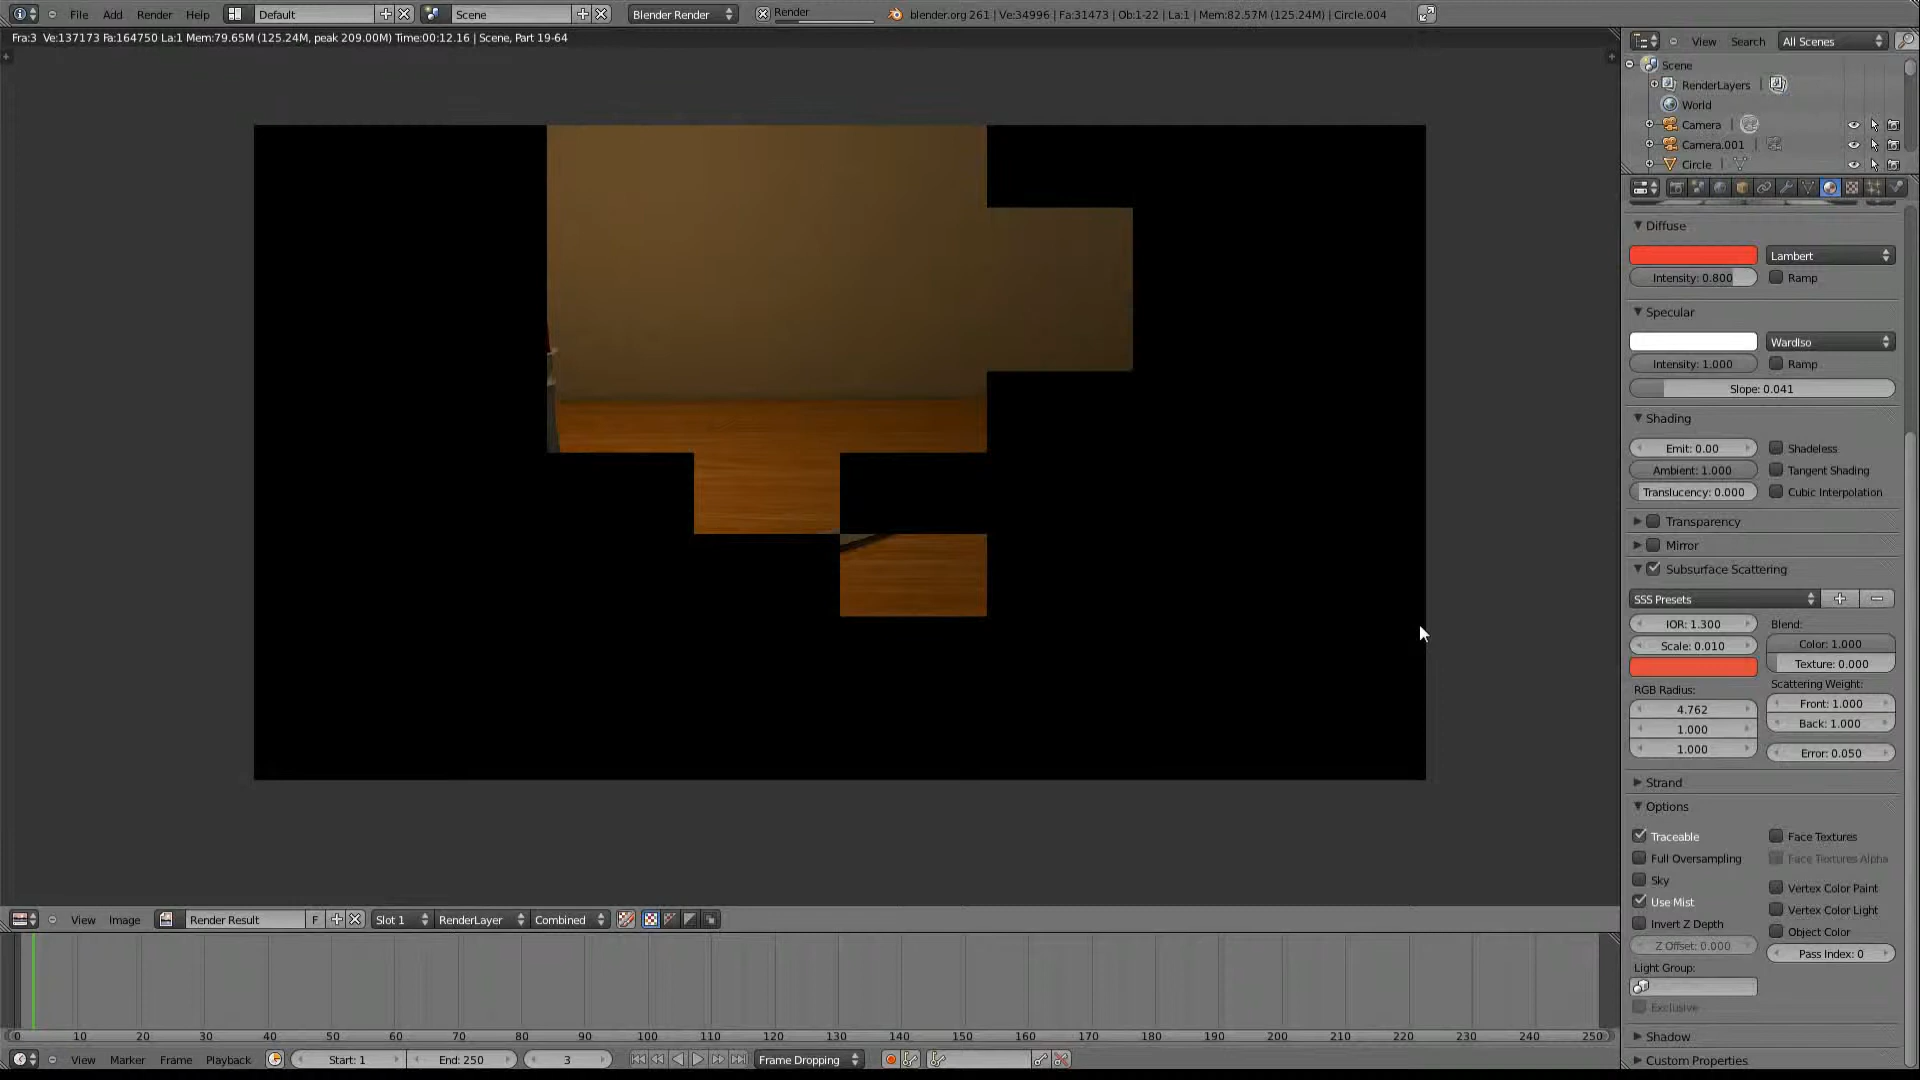 File Add Render Help Default Scene Blender Render Render blender.org 261 | Ve:34996 | Fa:31473 | Ob:1-22 | La:1 | Mem:82.57M (125.24M) | Circle.004
Fra:3 Ve:137173 Fa:164750 La:1 Mem:79.65M (125.24M, peak 209.00M) Time:00:12.16 | Scene, Part 19-64
View Search All Scenes
Scene
RenderLayers
World
Camera
Camera.001
Circle
Diffuse
Lambert
Intensity: 0.800 Ramp
Specular
WardIso
Intensity: 1.000 Ramp
Slope: 0.041
Shading
Emit: 0.00 Shadeless
Ambient: 1.000 Tangent Shading
Translucency: 0.000 Cubic Interpolation
Transparency
Mirror
Subsurface Scattering
SSS Presets
IOR: 1.300 Blend:
Scale: 0.010 Color: 1.000
Texture: 0.000
RGB Radius: Scattering Weight:
4.762 Front: 1.000
1.000 Back: 1.000
1.000 Error: 0.050
Strand
Options
Traceable Face Textures
Full Oversampling Face Textures Alpha
Sky Vertex Color Paint
Use Mist Vertex Color Light
Invert Z Depth Object Color
Z Offset: 0.000 Pass Index: 0
Light Group:
Exclusive
Shadow
Custom Properties
View Image Render Result F Slot 1 RenderLayer Combined
0 10 20 30 40 50 60 70 80 90 100 110 120 130 140 150 160 170 180 190 200 210 220 230 240 250
View Marker Frame Playback Start: 1 End: 250 3 Frame Dropping